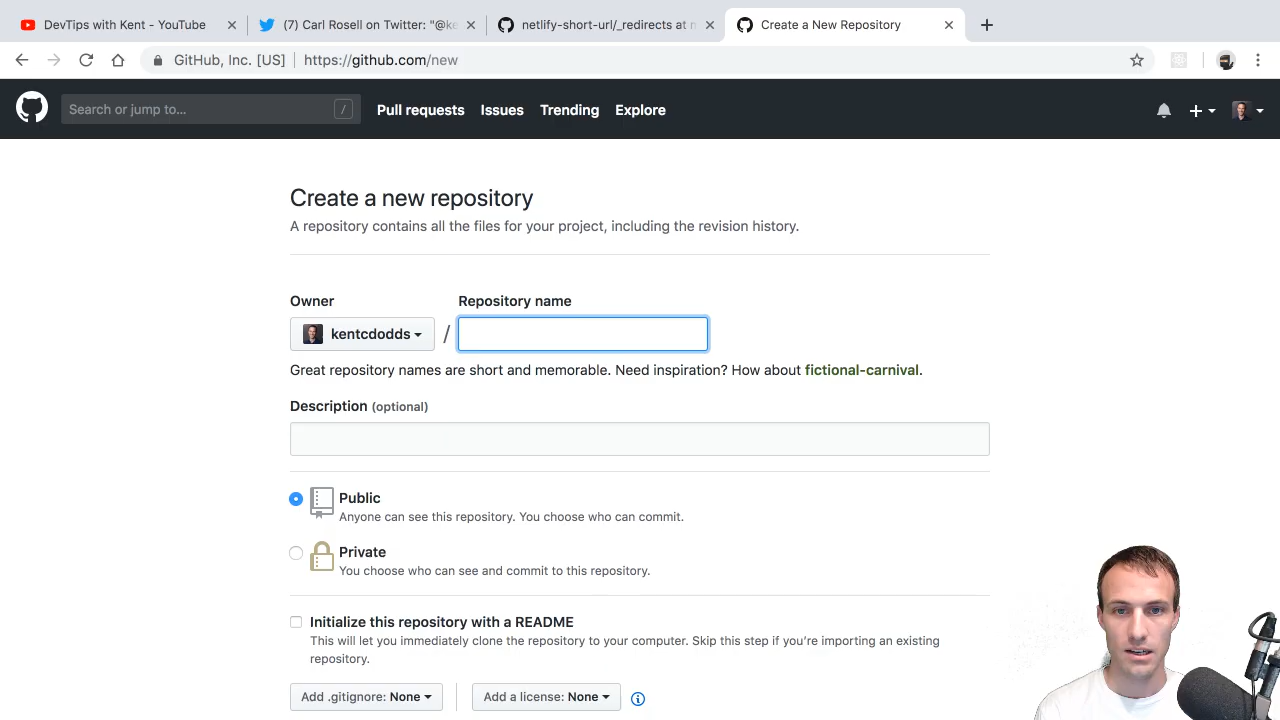 DevTips with Kent - YouTube
(7) Carl Rosell on Twitter: "@ke
netlify-short-url/_redirects at n
Create a New Repository
GitHub, Inc. [US] | https://github.com/new
Search or jump to... /
Pull requests Issues Trending Explore
Create a new repository
A repository contains all the files for your project, including the revision history.
Owner Repository name
kentcdodds /
Great repository names are short and memorable. Need inspiration? How about fictional-carnival.
Description (optional)
Public
Anyone can see this repository. You choose who can commit.
Private
You choose who can see and commit to this repository.
Initialize this repository with a README
This will let you immediately clone the repository to your computer. Skip this step if you're importing an existing
repository.
Add .gitignore: None Add a license: None